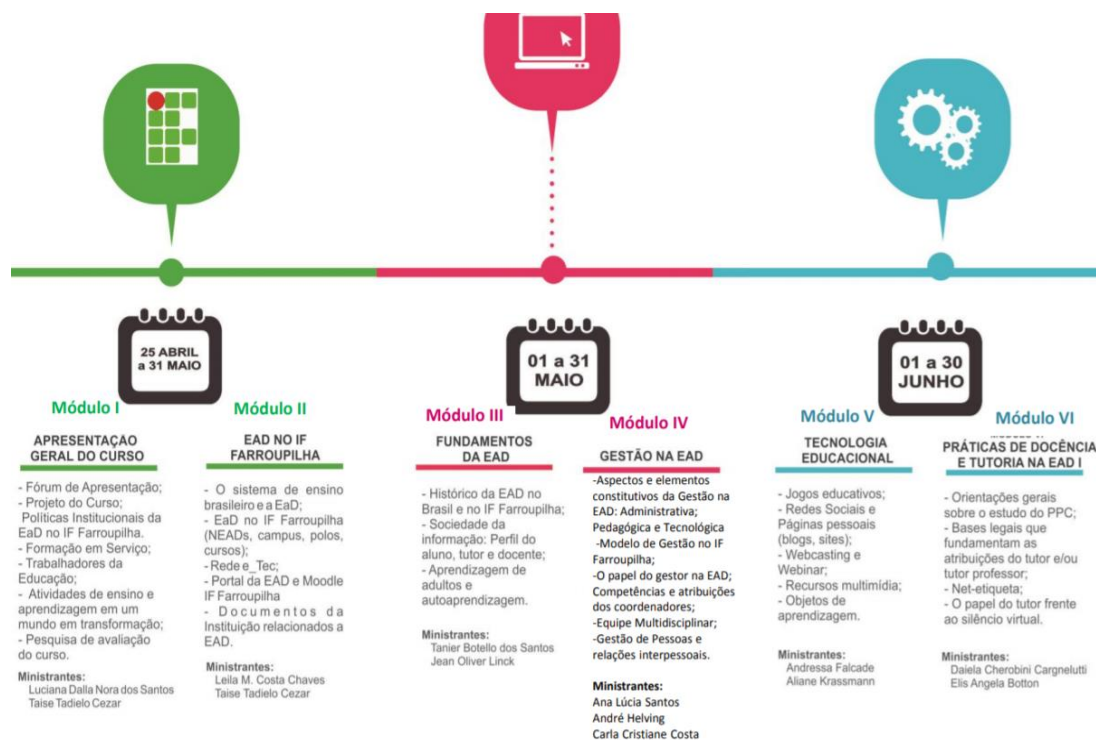 25 ABRIL
a 31 MAIO
Módulo I
APRESENTAÇAO
GERAL DO CURSO
- Fórum de Apresentação;
- Projeto do Curso;
Políticas Institucionais da
EaD no IF Farroupilha.
- Formação em Serviço;
- Trabalhadores da
Educação;
- Atividades de ensino e
aprendizagem em um
mundo em transformação;
- Pesquisa de avaliação
do curso.
Ministrantes:
Luciana Dalla Nora dos Santos
Taise Tadielo Cezar
Módulo II
EAD NO IF
FARROUPILHA
- O sistema de ensino
brasileiro e a EaD;
- EaD no IF Farroupilha
(NEADs, campus, polos,
cursos);
- Rede e_Tec;
- Portal da EAD e Moodle
IF Farroupilha
- Documentos da
Instituição relacionados a
EAD.
Ministrantes:
Leila M. Costa Chaves
Taise Tadielo Cezar
01 a 31
MAIO
Módulo III
FUNDAMENTOS
DA EAD
- Histórico da EAD no
Brasil e no IF Farroupilha;
- Sociedade da
informação: Perfil do
aluno, tutor e docente;
- Aprendizagem de
adultos e
autoaprendizagem.
Ministrantes:
Tanier Botello dos Santos
Jean Oliver Linck
Módulo IV
GESTÃO NA EAD
-Aspectos e elementos
constitutivos da Gestão na
EAD: Administrativa;
Pedagógica e Tecnológica
-Modelo de Gestão no IF
Farroupilha;
-O papel do gestor na EAD;
Competências e atribuições
dos coordenadores;
-Equipe Multidisciplinar;
-Gestão de Pessoas e
relações interpessoais.
Ministrantes:
Ana Lúcia Santos
André Helving
Carla Cristiane Costa
01 a 30
JUNHO
Módulo V
TECNOLOGIA
EDUCACIONAL
- Jogos educativos;
- Redes Sociais e
Páginas pessoais
(blogs, sites);
- Webcasting e
Webinar;
- Recursos multimídia;
- Objetos de
aprendizagem.
Ministrantes:
Andressa Falcade
Aliane Krassmann
Módulo VI
PRÁTICAS DE DOCÊNCIA
E TUTORIA NA EAD I
- Orientações gerais
sobre o estudo do PPC;
- Bases legais que
fundamentam as
atribuições do tutor e/ou
tutor professor;
- Net-etiqueta;
- O papel do tutor frente
ao silêncio virtual.
Ministrantes:
Daiela Cherobini Cargnelutti
Elis Angela Botton